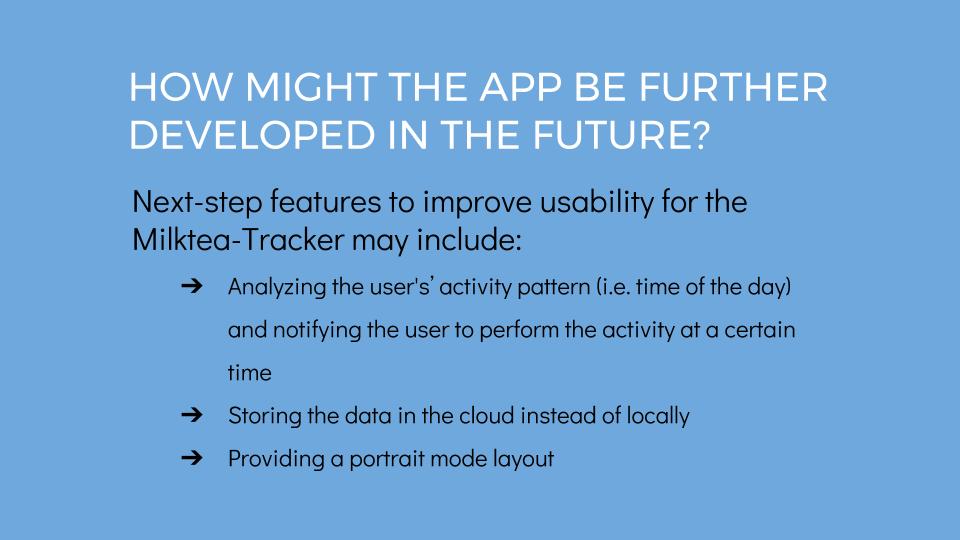 HOW MIGHT THE APP BE FURTHER
DEVELOPED IN THE FUTURE?
Next-step features to improve usability for the
Milktea-Tracker may include:
➔ Analyzing the user's’ activity pattern (i.e. time of the day)
and notifying the user to perform the activity at a certain
time
➔ Storing the data in the cloud instead of locally
➔ Providing a portrait mode layout